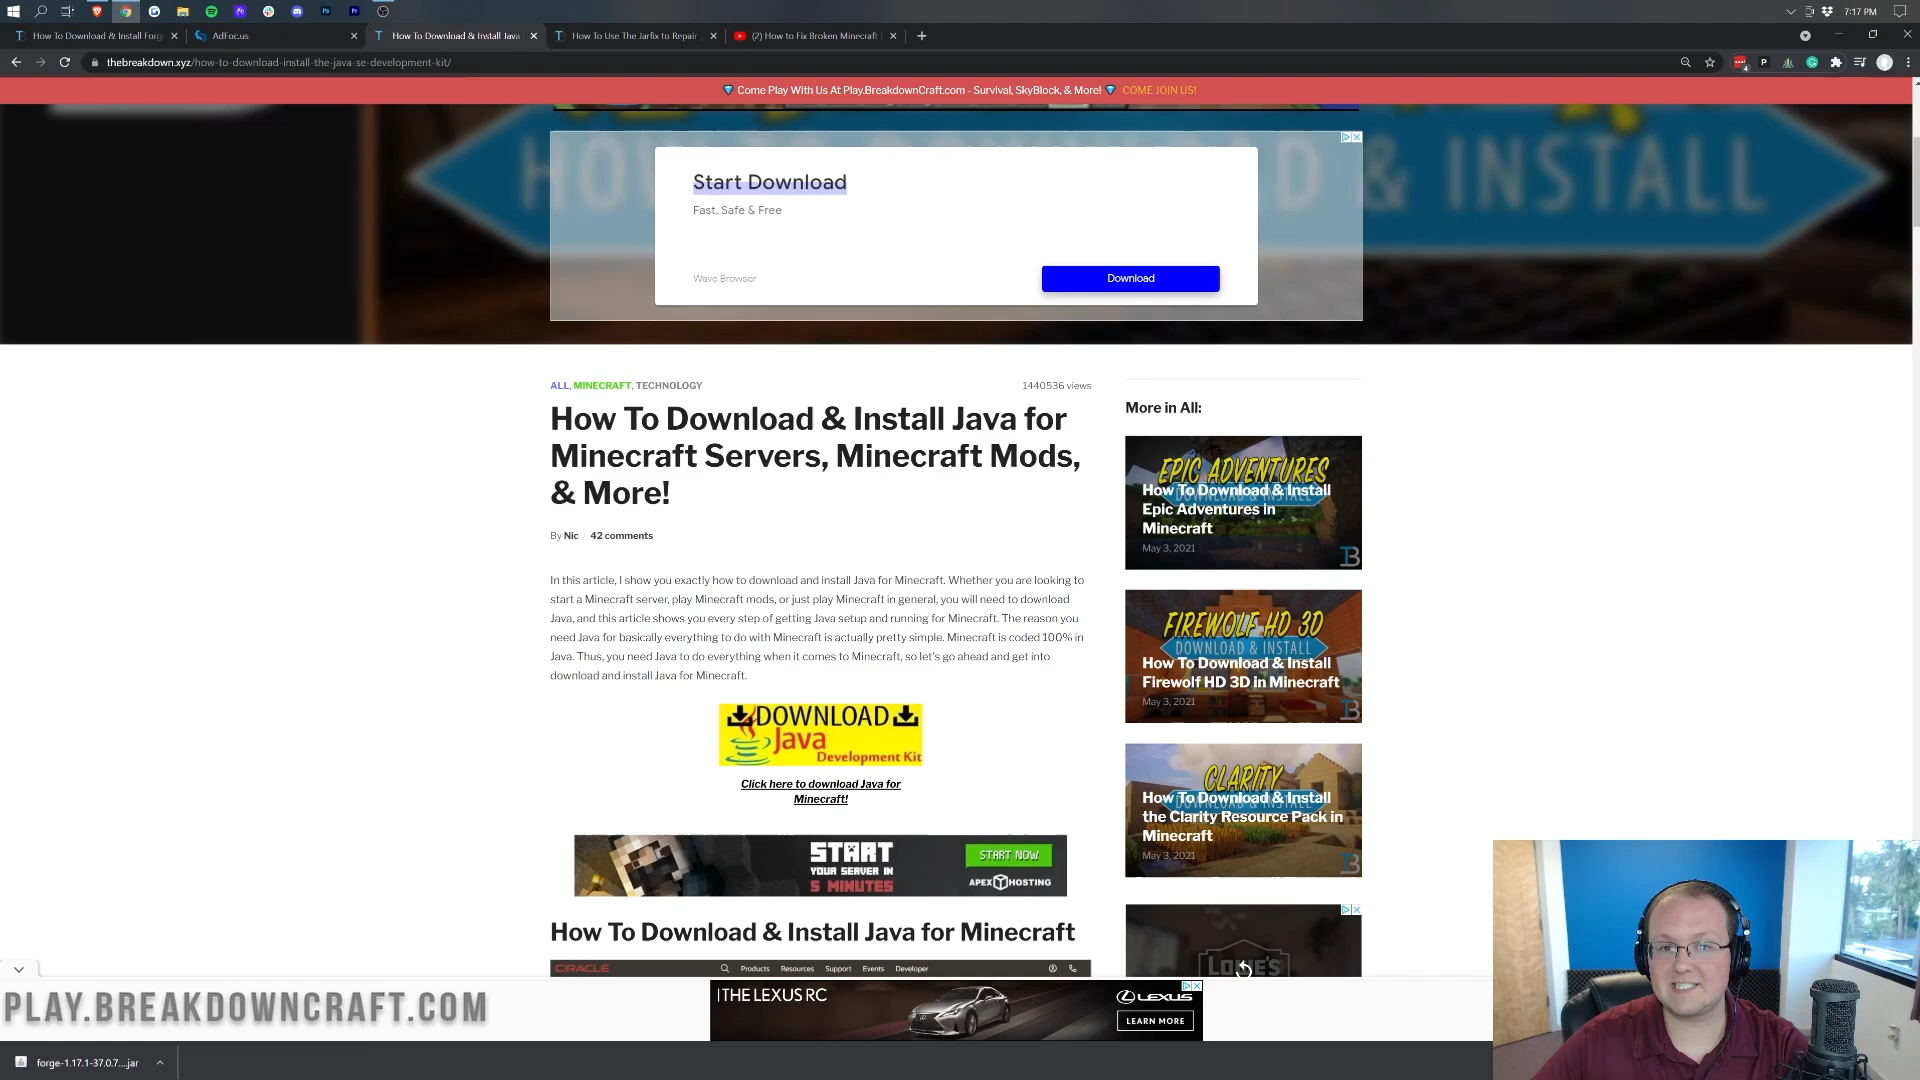 7:17 PM
How To Download & Install Forg
AdFoc.us
How To Download & Install Java
How To Use The Jarfix to Repair
(2) How to Fix Broken Minecraft
thebreakdown.xyz/how-to-download-install-the-java-se-development-kit/
Come Play With Us At Play.BreakdownCraft.com - Survival, SkyBlock, & More! COME JOIN US!
HOW & INSTALL
Start Download
Fast, Safe & Free
Wave Browser
Download
ALL, MINECRAFT, TECHNOLOGY
1440536 views
How To Download & Install Java for
Minecraft Servers, Minecraft Mods,
& More!
By Nic / 42 comments
In this article, I show you exactly how to download and install Java for Minecraft. Whether you are looking to
start a Minecraft server, play Minecraft mods, or just play Minecraft in general, you will need to download
Java, and this article shows you every step of getting Java setup and running for Minecraft. The reason you
need Java for basically everything to do with Minecraft is actually pretty simple. Minecraft is coded 100% in
Java. Thus, you need Java to do everything when it comes to Minecraft, so let's go ahead and get into
download and install Java for Minecraft.
DOWNLOAD
Java
Development Kit
Click here to download Java for
Minecraft!
START
YOUR SERVER IN
5 MINUTES
START NOW
APEX HOSTING
How To Download & Install Java for Minecraft
ORACLE
Products Resources Support Events Developer
More in All:
EPIC ADVENTURES
DOWNLOAD & INSTALL
How To Download & Install
Epic Adventures in
Minecraft
May 3, 2021
FIREWOLF HD 3D
DOWNLOAD & INSTALL
How To Download & Install
Firewolf HD 3D in Minecraft
May 3, 2021
CLARITY
DOWNLOAD & INSTALL
How To Download & Install
the Clarity Resource Pack in
Minecraft
May 3, 2021
LOWE'S
PLAY.BREAKDOWNCRAFT.COM
THE LEXUS RC
LEXUS
LEARN MORE
forge-1.17.1-37.0.7....jar